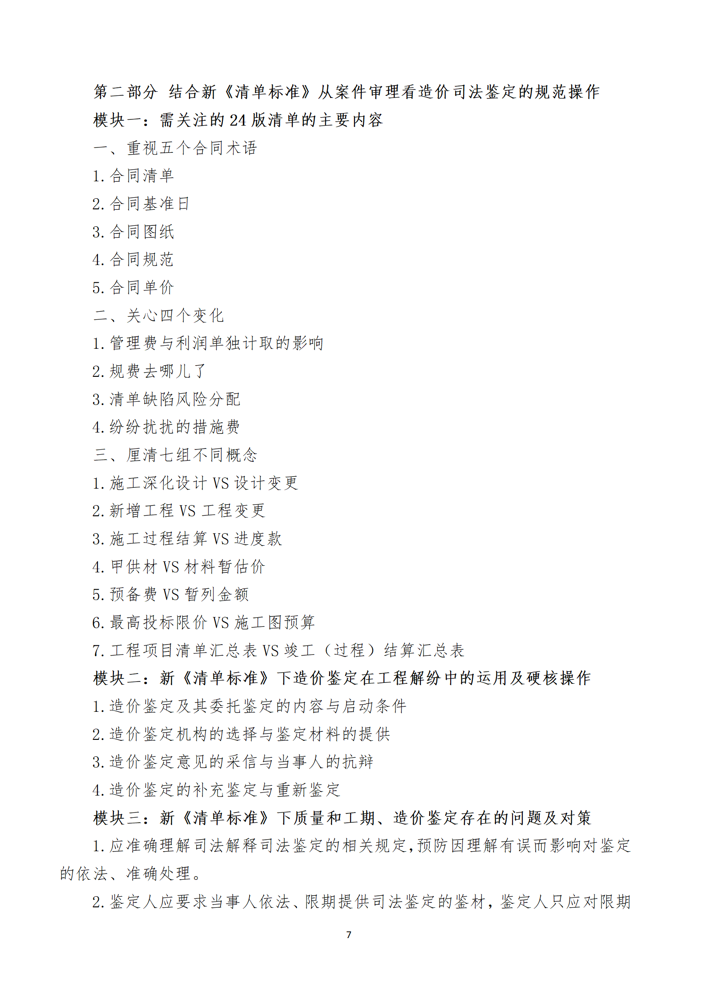 第二部分 结合新《清单标准》从案件审理看造价司法鉴定的规范操作
模块一：需关注的24版清单的主要内容
一、重视五个合同术语
1.合同清单
2.合同基准日
3.合同图纸
4.合同规范
5.合同单价
二、关心四个变化
1.管理费与利润单独计取的影响
2.规费去哪儿了
3.清单缺陷风险分配
4.纷纷扰扰的措施费
三、厘清七组不同概念
1.施工深化设计VS设计变更
2.新增工程VS工程变更
3.施工过程结算VS进度款
4.甲供材VS材料暂估价
5.预备费VS暂列金额
6.最高投标限价VS施工图预算
7.工程项目清单汇总表VS竣工（过程）结算汇总表
模块二：新《清单标准》下造价鉴定在工程解纷中的运用及硬核操作
1.造价鉴定及其委托鉴定的内容与启动条件
2.造价鉴定机构的选择与鉴定材料的提供
3.造价鉴定意见的采信与当事人的抗辩
4.造价鉴定的补充鉴定与重新鉴定
模块三：新《清单标准》下质量和工期、造价鉴定存在的问题及对策
1.应准确理解司法解释司法鉴定的相关规定，预防因理解有误而影响对鉴定
的依法、准确处理。
2.鉴定人应要求当事人依法、限期提供司法鉴定的鉴材，鉴定人只应对限期
7